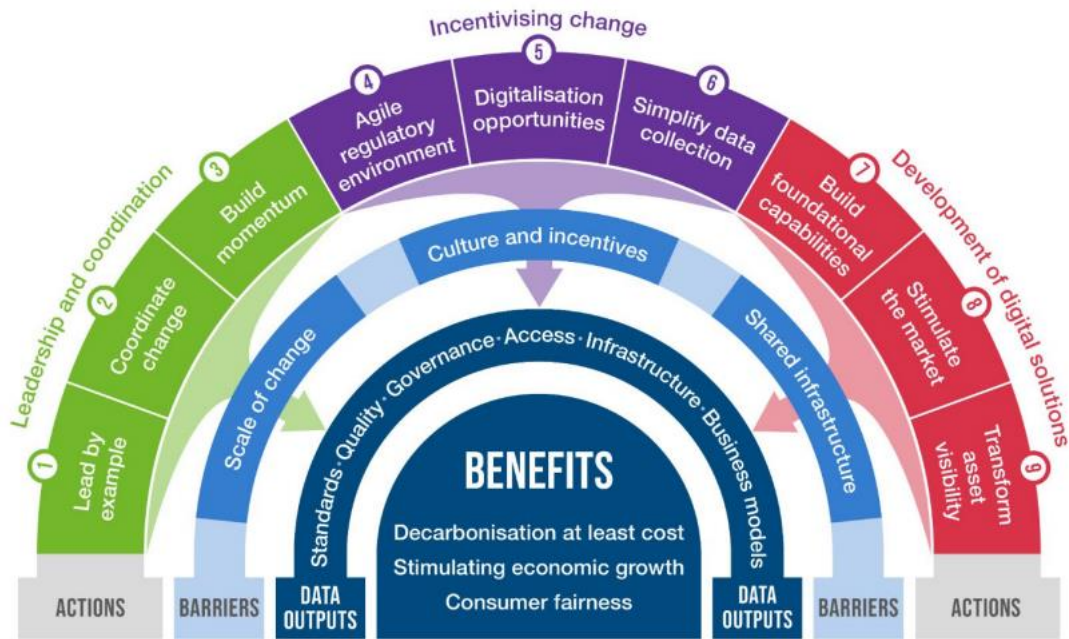 Incentivising change
Leadership and coordination
Development of digital solutions
1
Lead by
example
2
Coordinate
change
3
Build
momentum
4
Agile
regulatory
environment
5
Digitalisation
opportunities
6
Simplify data
collection
7
Build
foundational
capabilities
8
Stimulate
the market
9
Transform
asset
visibility
Scale of change
Culture and incentives
Shared infrastructure
Standards·Quality·Governance·Access·Infrastructure·Business models
BENEFITS
Decarbonisation at least cost
Stimulating economic growth
Consumer fairness
ACTIONS
BARRIERS
DATA
OUTPUTS
DATA
OUTPUTS
BARRIERS
ACTIONS